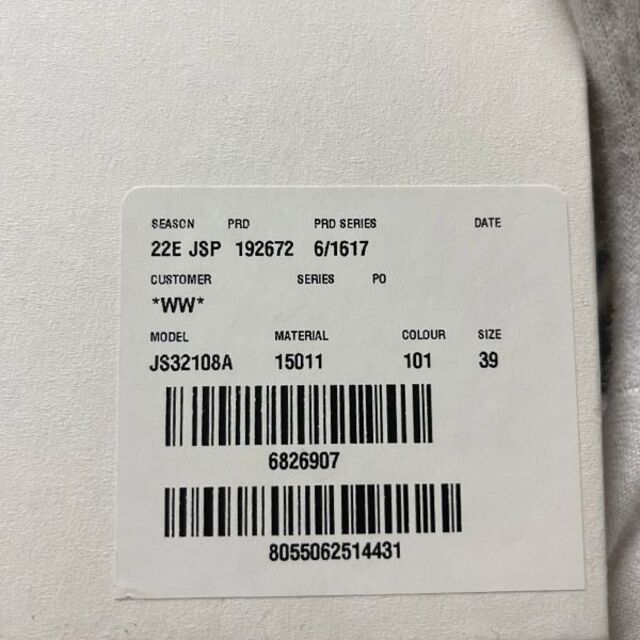 SEASON PRD PRD SERIES DATE
22E JSP 192672 6/1617
CUSTOMER SERIES PO
*WW*
MODEL MATERIAL COLOUR SIZE
JS32108A 15011 101 39
6826907
8055062514431